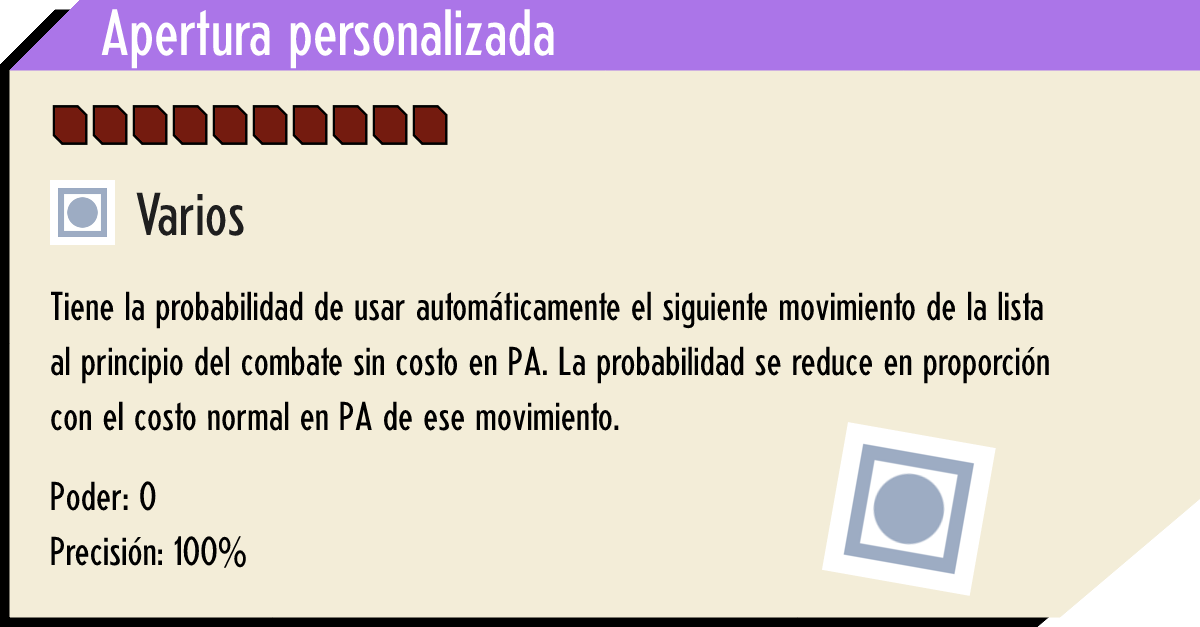 Apertura personalizada
Varios
Tiene la probabilidad de usar automáticamente el siguiente movimiento de la lista
al principio del combate sin costo en PA. La probabilidad se reduce en proporción
con el costo normal en PA de ese movimiento.
Poder: 0
Precisión: 100%